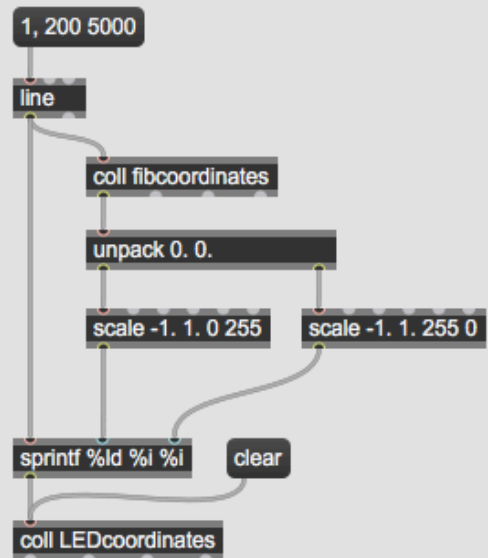 1, 200 5000
line
coll fibcoordinates
unpack 0. 0.
scale -1. 1. 0 255
scale -1. 1. 255 0
sprintf %ld %i %i
clear
coll LEDcoordinates